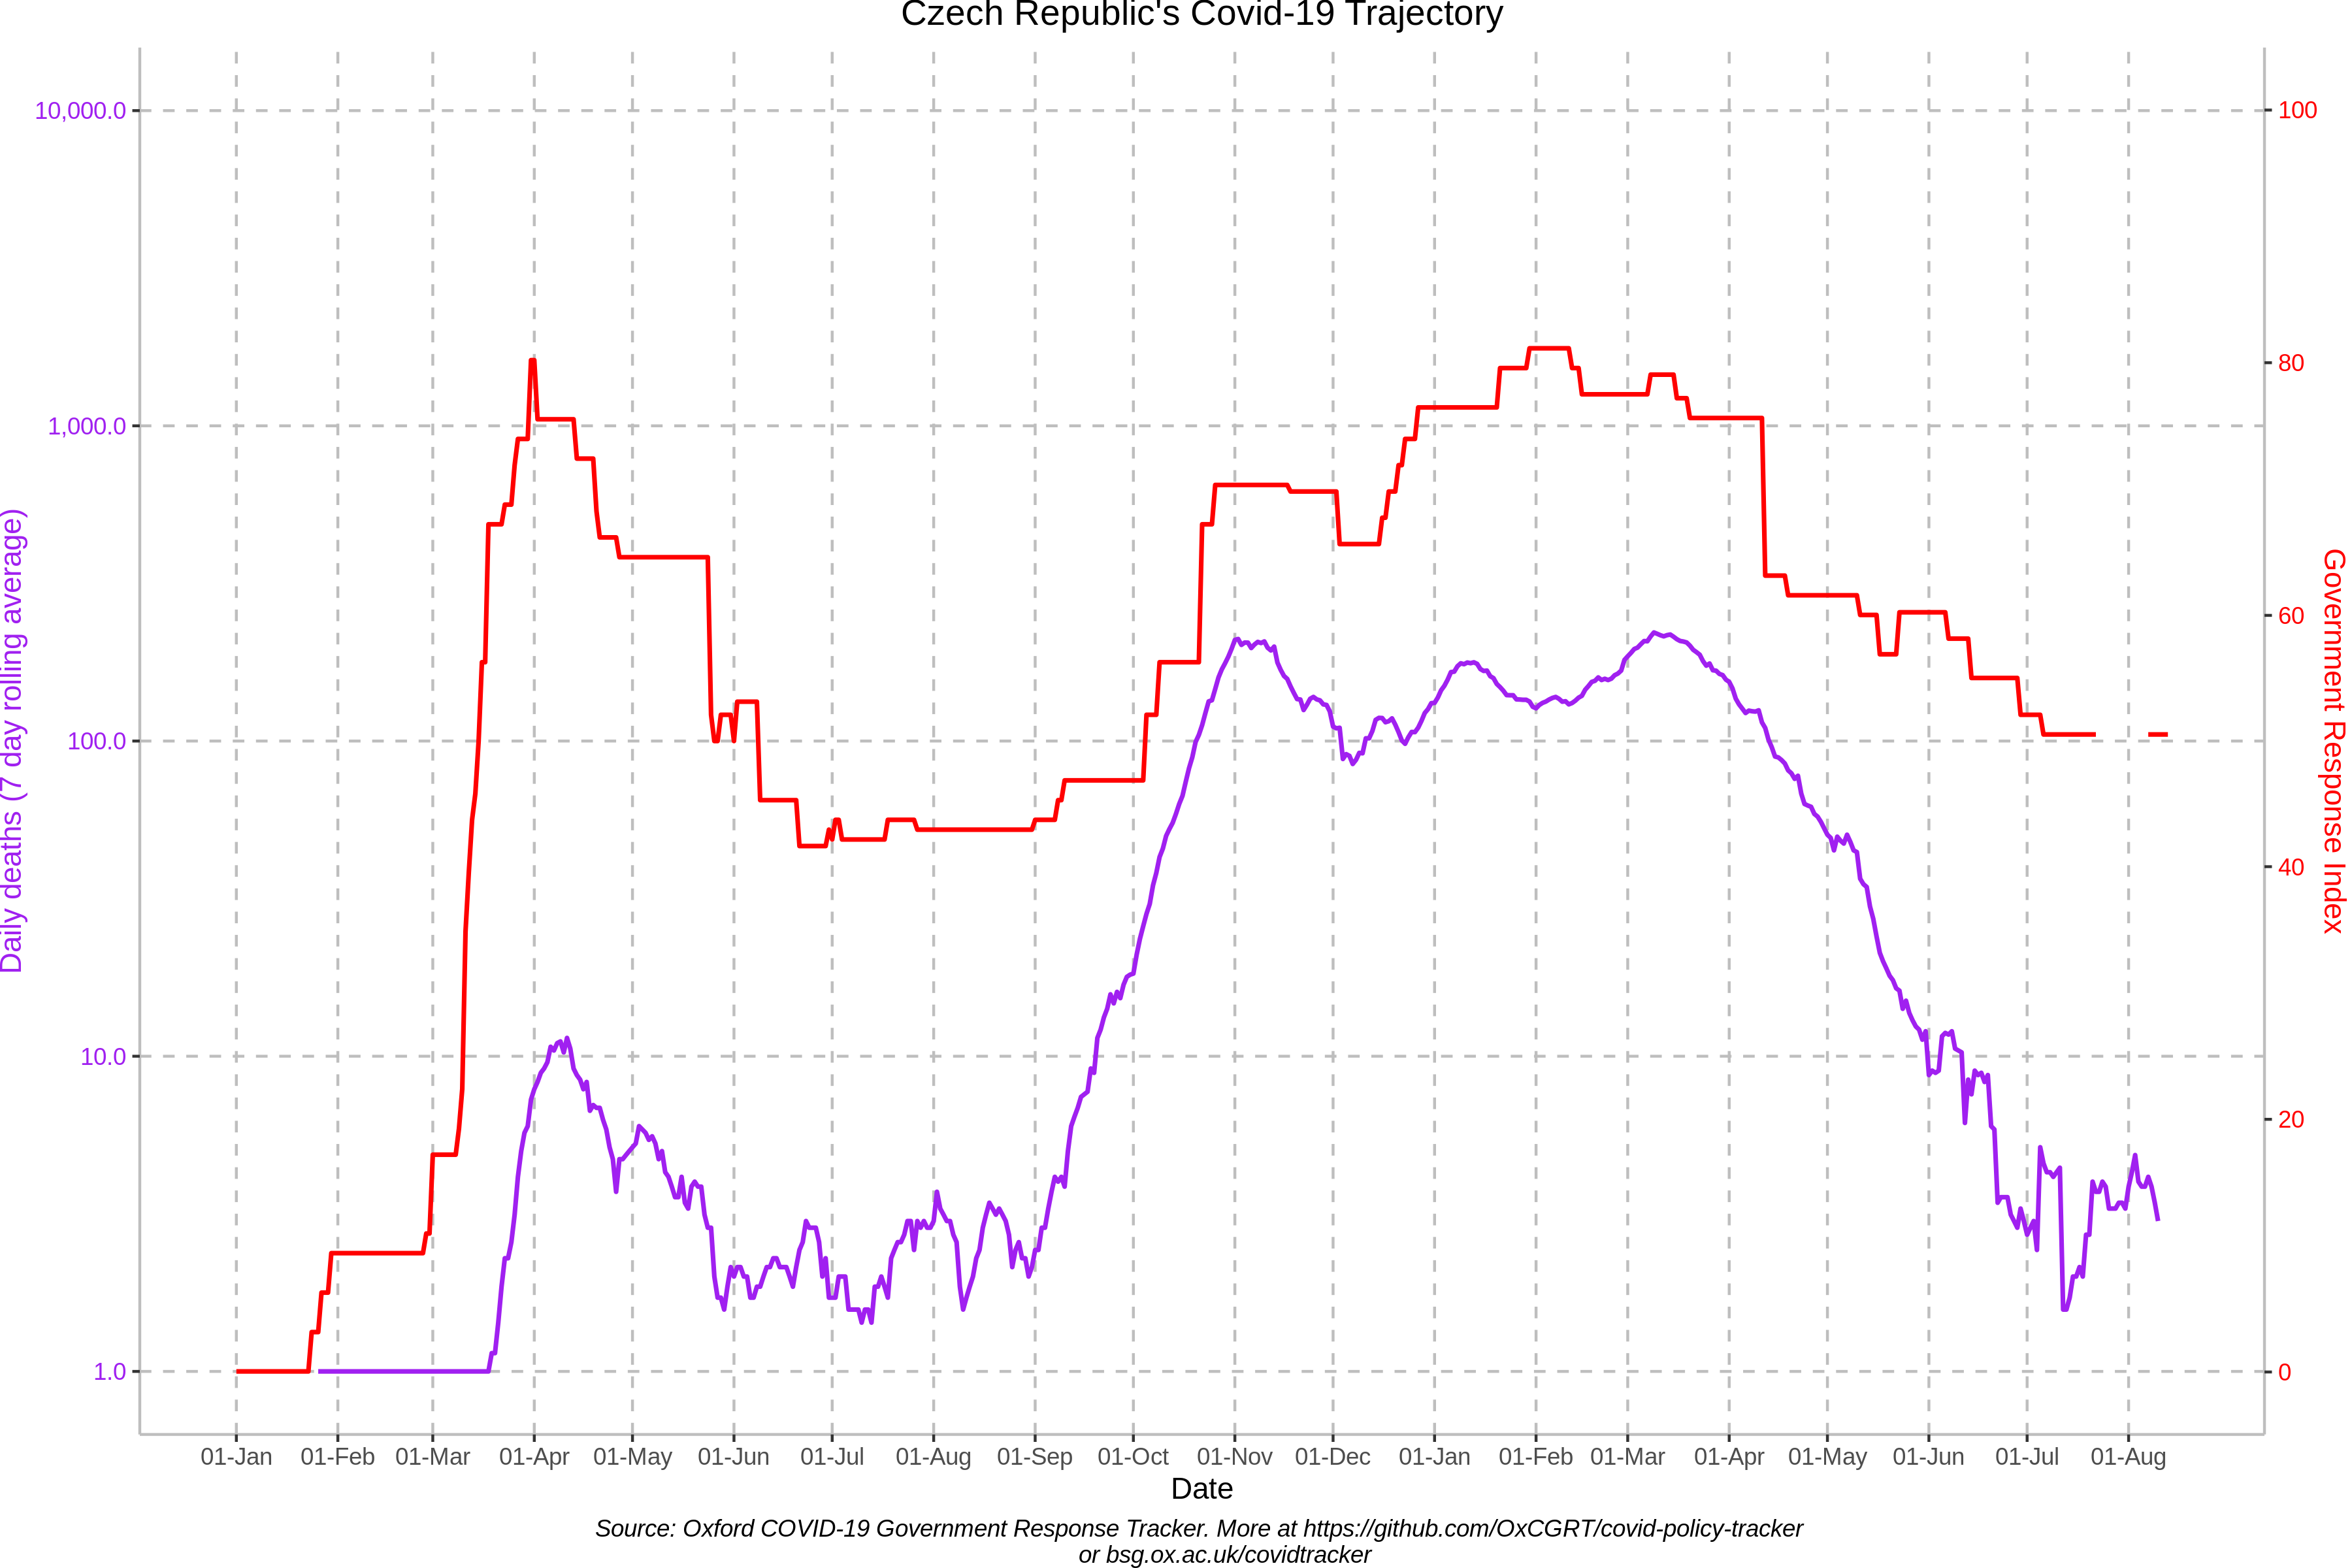 Czech Republic's Covid-19 Trajectory
10,000.0
1,000.0
100.0
10.0
1.0
Daily deaths (7 day rolling average)
100
80
60
40
20
0
Government Response Index
01-Jan 01-Feb 01-Mar 01-Apr 01-May 01-Jun 01-Jul 01-Aug 01-Sep 01-Oct 01-Nov 01-Dec 01-Jan 01-Feb 01-Mar 01-Apr 01-May 01-Jun 01-Jul 01-Aug
Date
Source: Oxford COVID-19 Government Response Tracker. More at https://github.com/OxCGRT/covid-policy-tracker
or bsg.ox.ac.uk/covidtracker